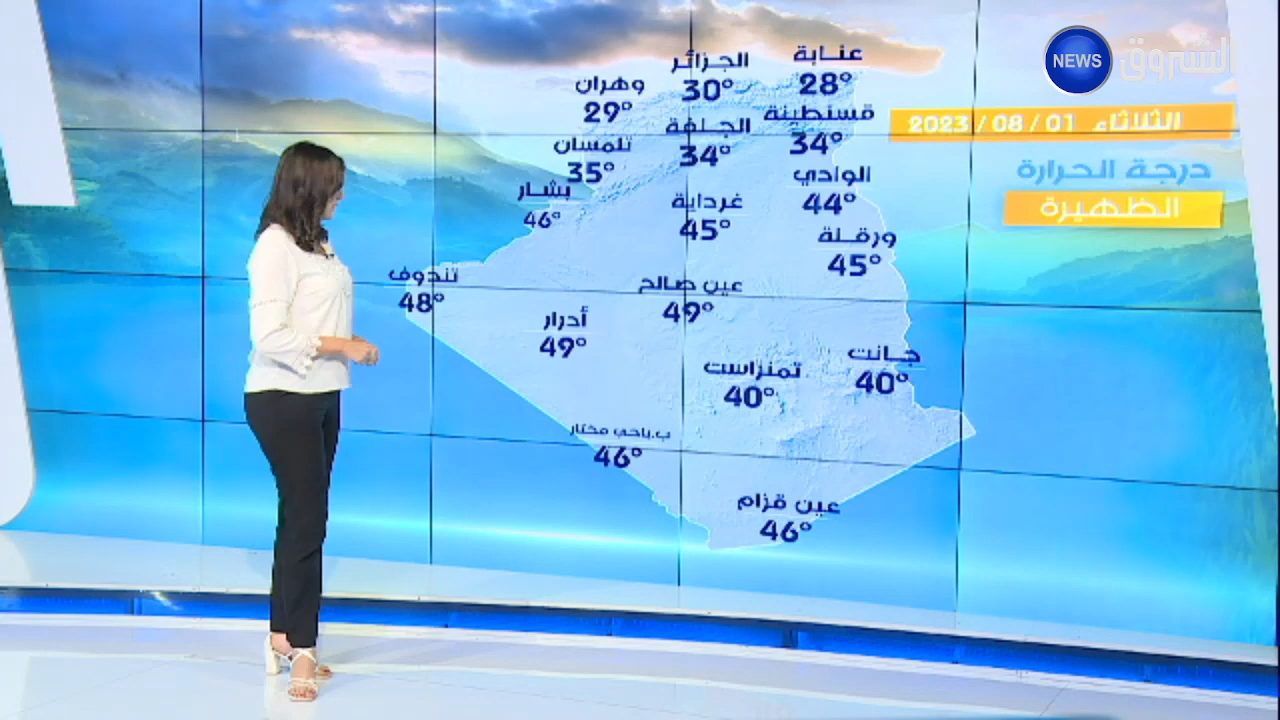 NEWS الشروق
الثلاثاء 01 / 08 / 2023
درجة الحرارة
الظهيرة
عنابة
28°
الجزائر
30°
وهران
29°
قسنطينة
34°
الجلفة
34°
تلمسان
35°
الوادي
44°
بشار
46°
غرداية
45°
ورقلة
45°
تندوف
48°
عين صالح
49°
أدرار
49°
جانت
40°
تمنراست
40°
ب.باجي مختار
46°
عين قزام
46°